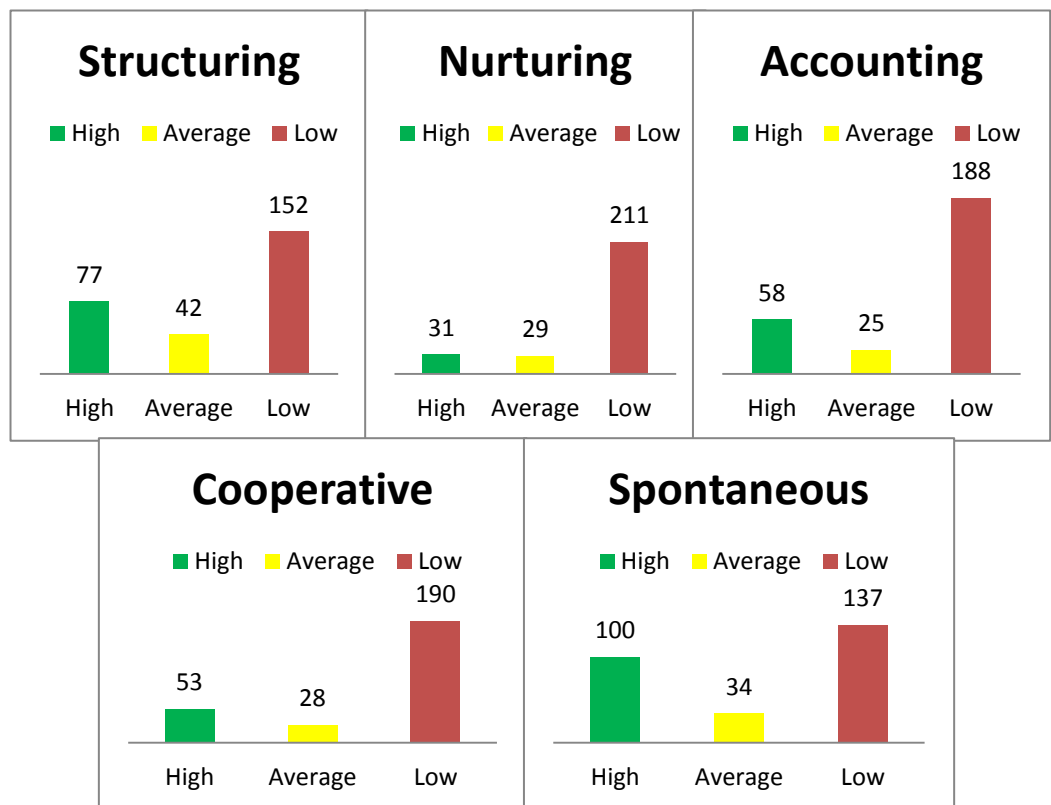 Structuring
High Average Low
152
77
42
High Average Low
Nurturing
High Average Low
211
31
29
High Average Low
Accounting
High Average Low
188
58
25
High Average Low
Cooperative
High Average Low
190
53
28
High Average Low
Spontaneous
High Average Low
137
100
34
High Average Low